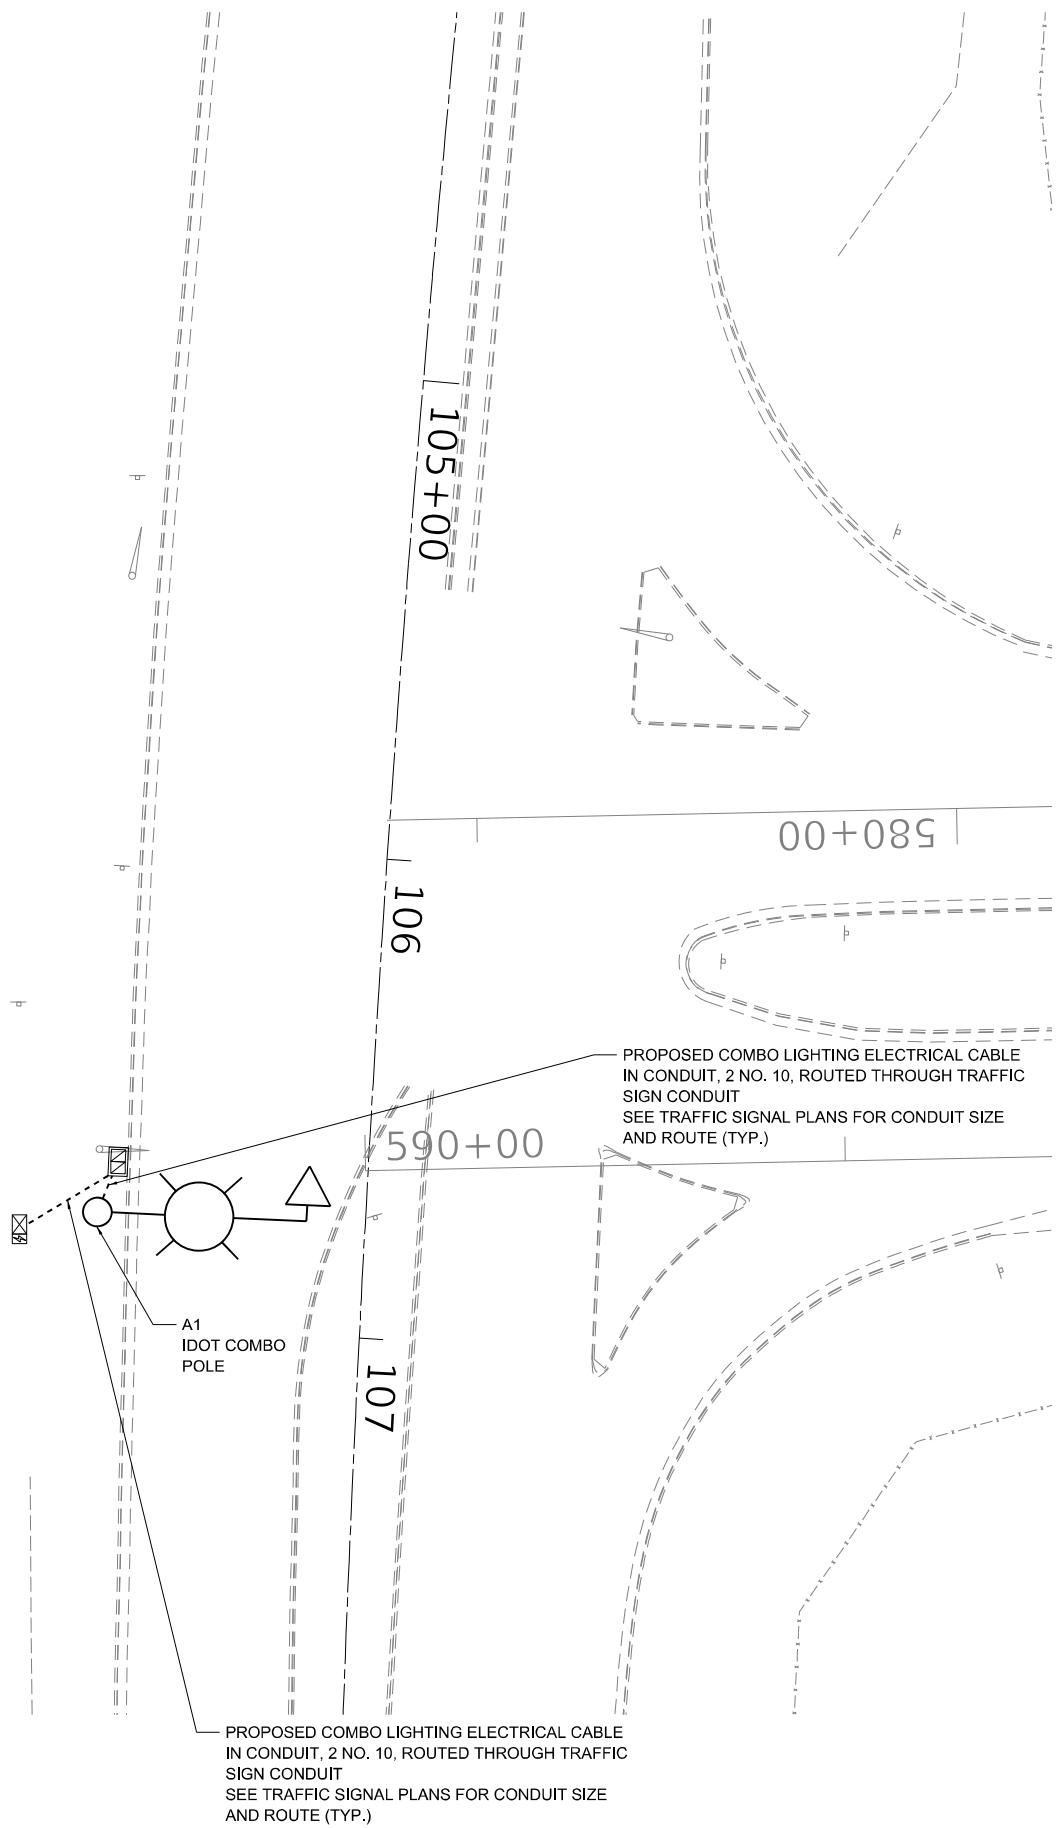 105+00
580+00
106
PROPOSED COMBO LIGHTING ELECTRICAL CABLE
IN CONDUIT, 2 NO. 10, ROUTED THROUGH TRAFFIC
SIGN CONDUIT
SEE TRAFFIC SIGNAL PLANS FOR CONDUIT SIZE
AND ROUTE (TYP.)
590+00
A1
IDOT COMBO
POLE
107
PROPOSED COMBO LIGHTING ELECTRICAL CABLE
IN CONDUIT, 2 NO. 10, ROUTED THROUGH TRAFFIC
SIGN CONDUIT
SEE TRAFFIC SIGNAL PLANS FOR CONDUIT SIZE
AND ROUTE (TYP.)